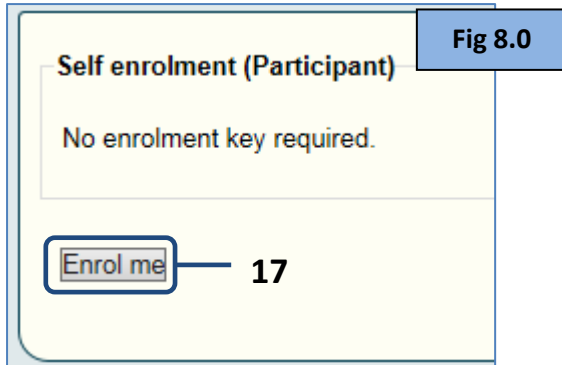 Fig 8.0
Self enrolment (Participant)
No enrolment key required.
Enrol me 17